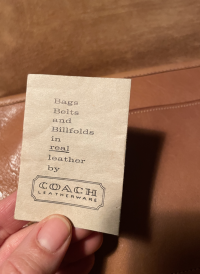 Bags
Belts
and
Billfolds
in
real
leather
by
COACH
LEATHERWARE